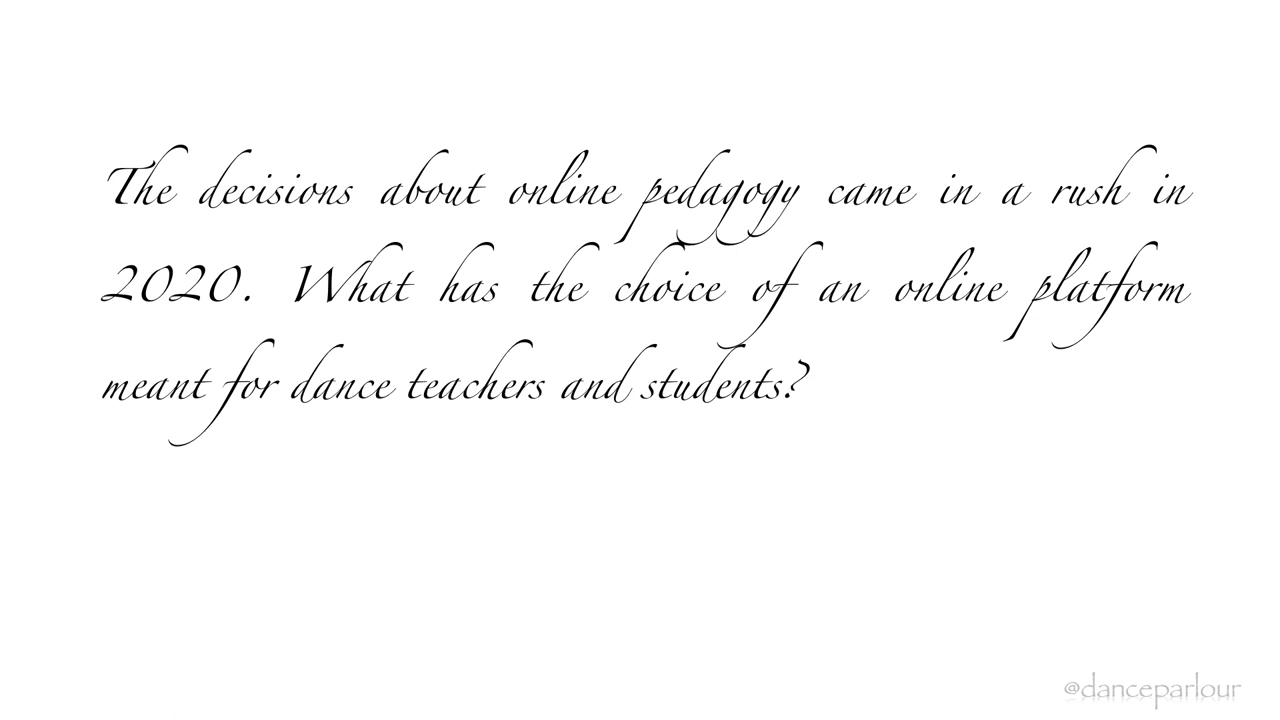 The decisions about online pedagogy came in a rush in
2020. What has the choice of an online platform
meant for dance teachers and students?
@danceparlour